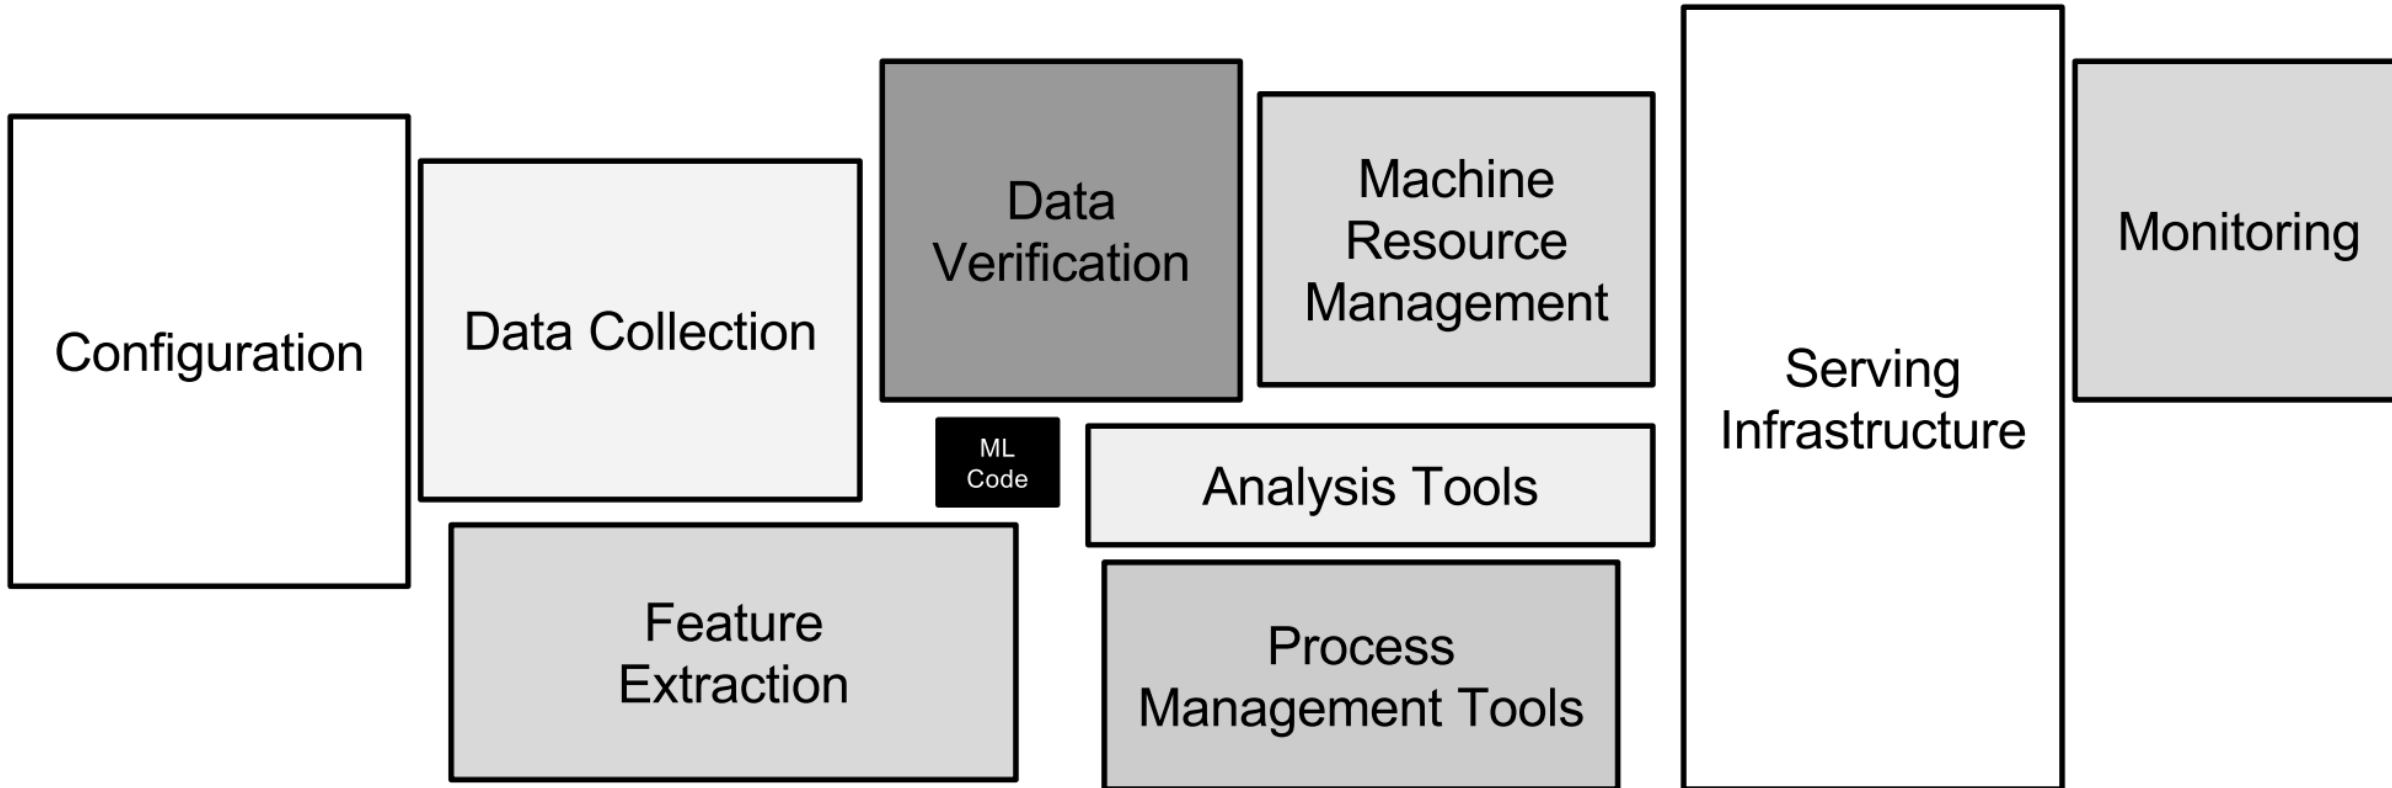 Configuration
Data Collection
Data
Verification
Machine
Resource
Management
ML
Code
Analysis Tools
Feature
Extraction
Process
Management Tools
Serving
Infrastructure
Monitoring